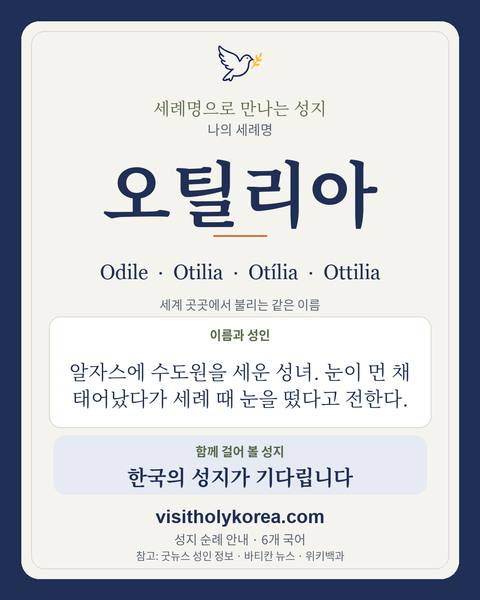 세례명으로 만나는 성지
나의 세례명
오틸리아
Odile · Otilia · Otília · Ottilia
세계 곳곳에서 불리는 같은 이름
이름과 성인
알자스에 수도원을 세운 성녀. 눈이 먼 채
태어났다가 세례 때 눈을 떴다고 전한다.
함께 걸어 볼 성지
한국의 성지가 기다립니다
visitholykorea.com
성지 순례 안내 · 6개 국어
참고: 굿뉴스 성인 정보 · 바티칸 뉴스 · 위키백과